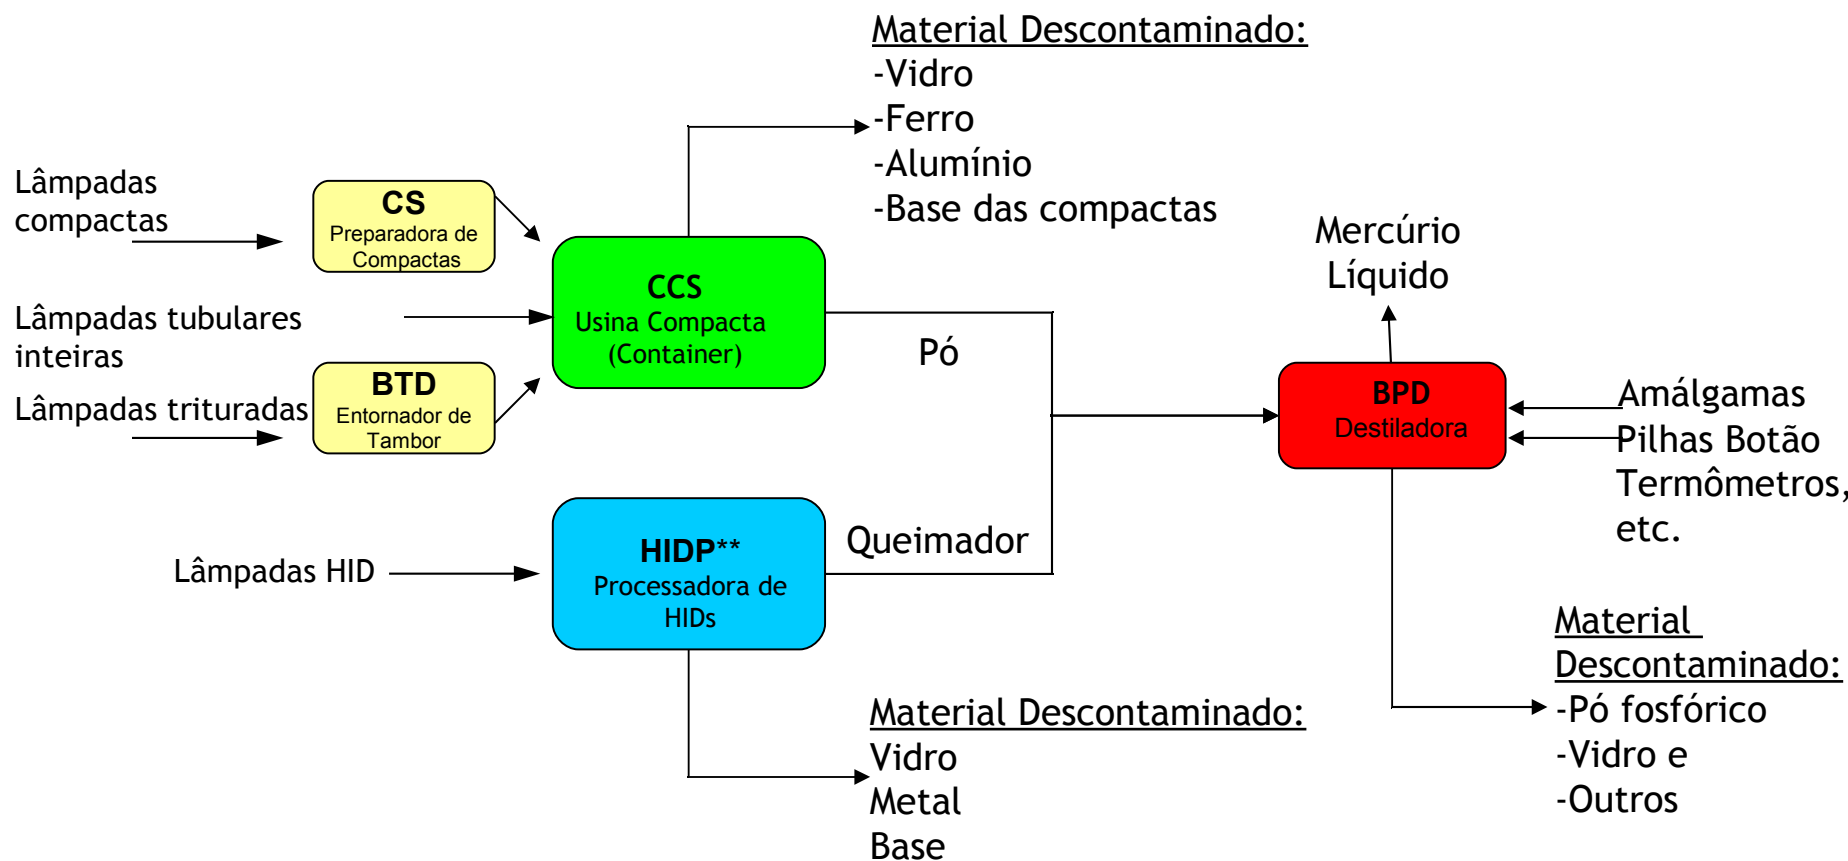 Material Descontaminado:
-Vidro
-Ferro
-Alumínio
-Base das compactas
Lâmpadas
compactas
CS
Preparadora de
Compactas
Mercúrio
Líquido
CCS
Usina Compacta
(Container)
Lâmpadas tubulares
inteiras
Pó
BTD
Entornador de
Tambor
Lâmpadas trituradas
BPD
Destiladora
Amálgamas
Pilhas Botão
Termômetros,
etc.
Lâmpadas HID
HIDP**
Processadora de
HIDs
Queimador
Material
Descontaminado:
-Pó fosfórico
-Vidro e
-Outros
Material Descontaminado:
Vidro
Metal
Base